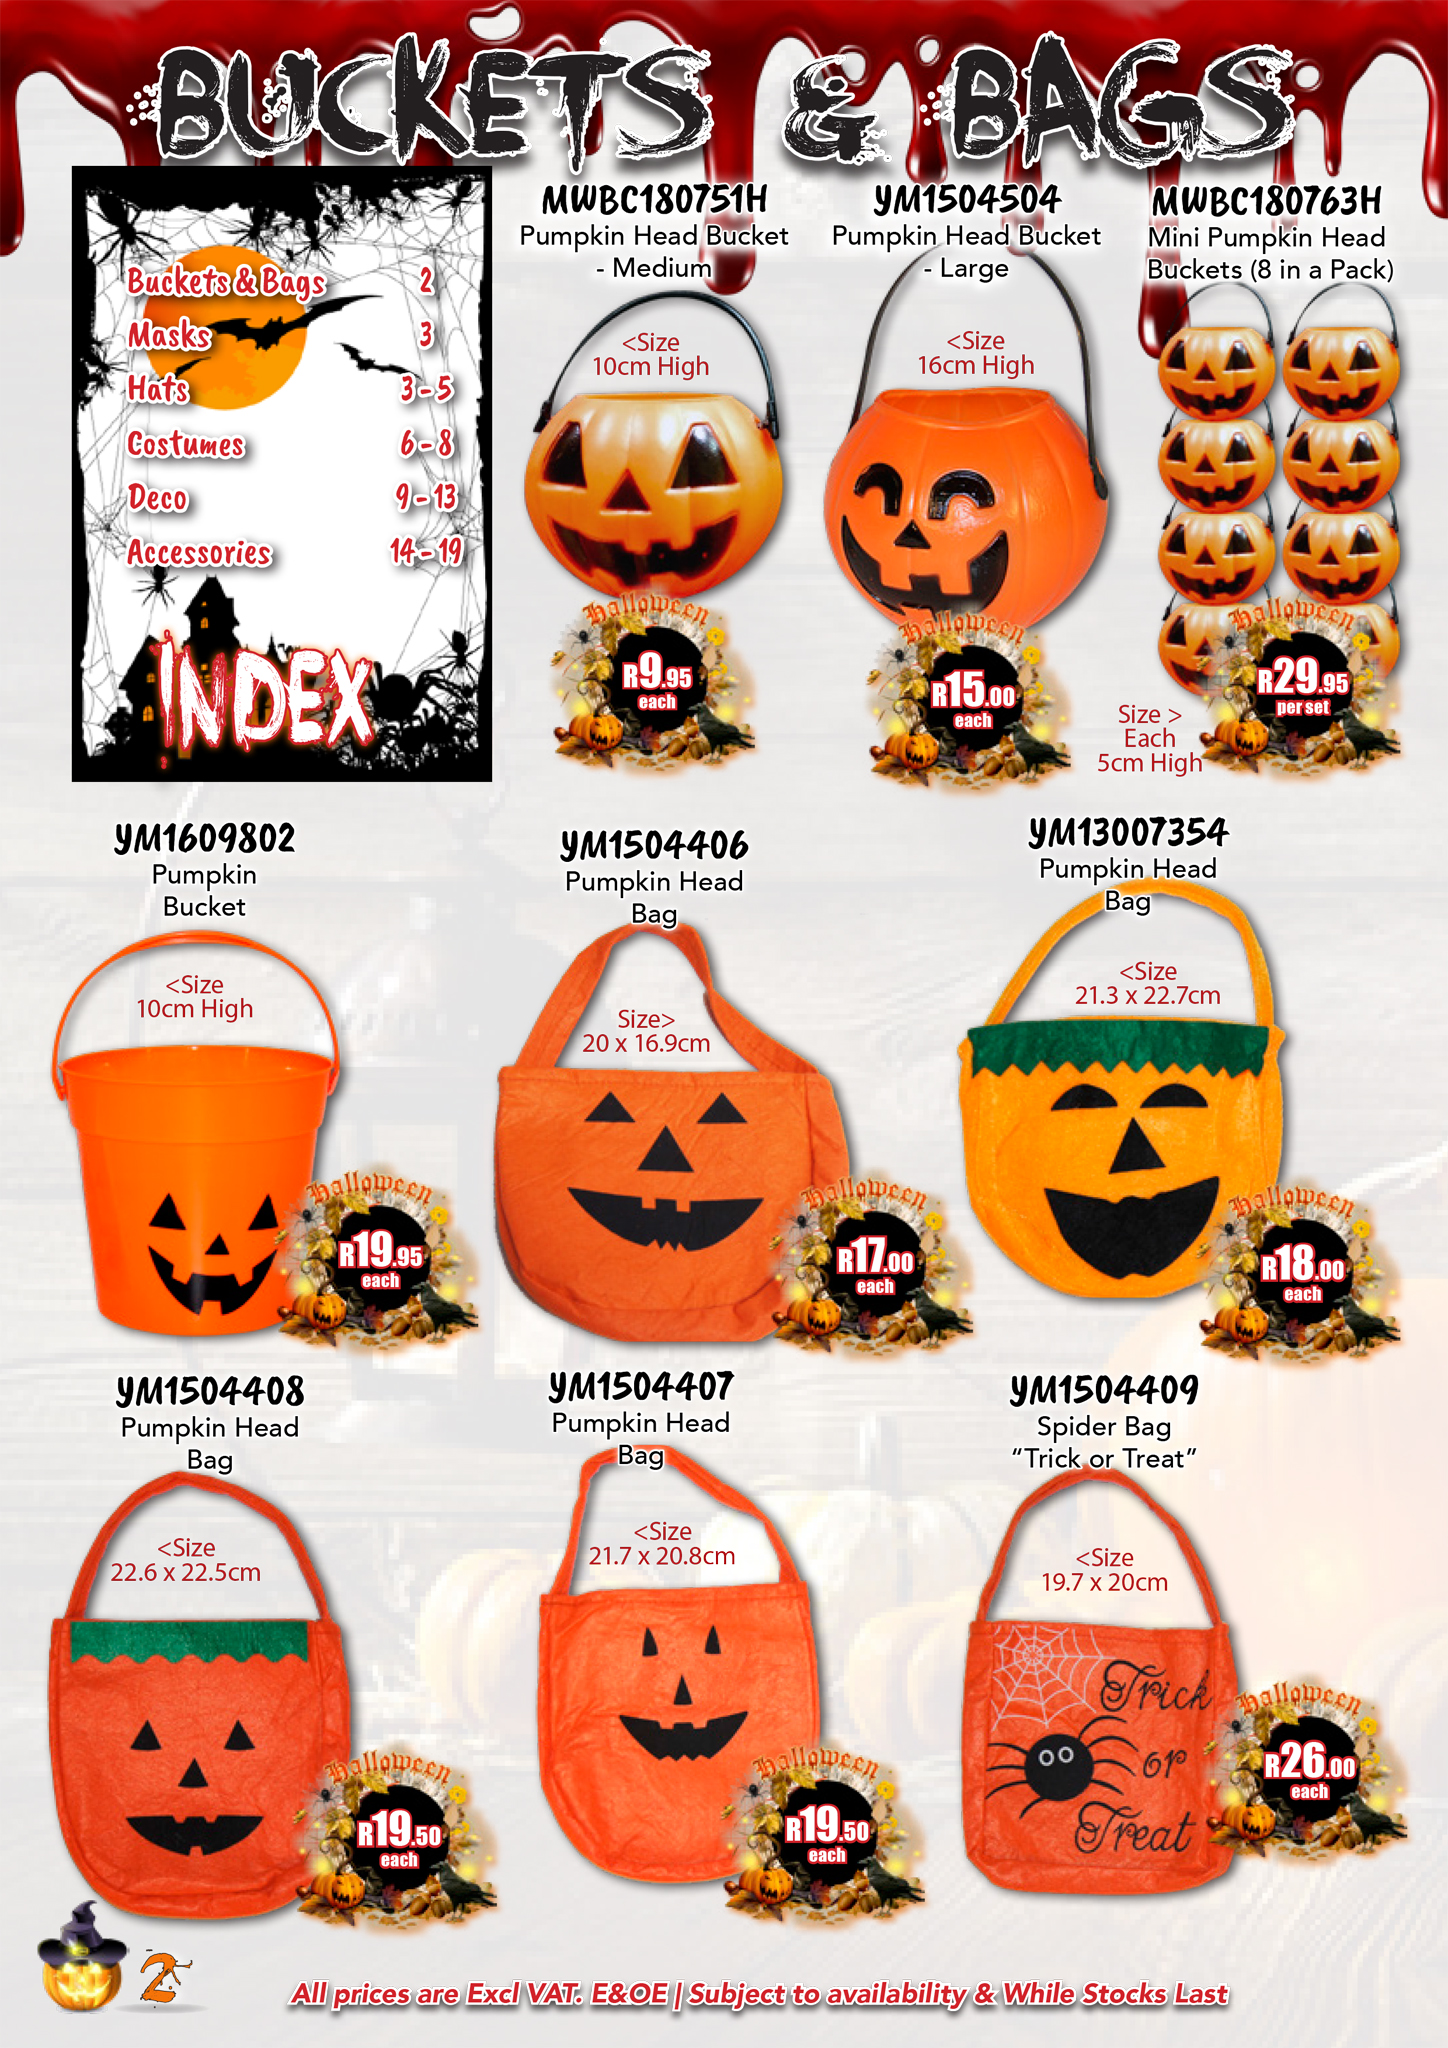 BUCKETS & BAGS
Buckets & Bags 2
Masks 3
Hats 3 - 5
Costumes 6 - 8
Deco 9 - 13
Accessories 14 - 19
INDEX
MWBC180751H
Pumpkin Head Bucket
- Medium
<Size
10cm High
Halloween
R9.95
each
YM1504504
Pumpkin Head Bucket
- Large
<Size
16cm High
Halloween
R15.00
each
MWBC180763H
Mini Pumpkin Head
Buckets (8 in a Pack)
Halloween
R29.95
per set
Size >
Each
5cm High
YM1609802
Pumpkin
Bucket
<Size
10cm High
Halloween
R19.95
each
YM1504406
Pumpkin Head
Bag
Size>
20 x 16.9cm
Halloween
R17.00
each
YM13007354
Pumpkin Head
Bag
<Size
21.3 x 22.7cm
Halloween
R18.00
each
YM1504408
Pumpkin Head
Bag
<Size
22.6 x 22.5cm
Halloween
R19.50
each
YM1504407
Pumpkin Head
Bag
<Size
21.7 x 20.8cm
Halloween
R19.50
each
YM1504409
Spider Bag
“Trick or Treat”
<Size
19.7 x 20cm
Trick
or
Treat
Halloween
R26.00
each
2
All prices are Excl VAT. E&OE | Subject to availability & While Stocks Last